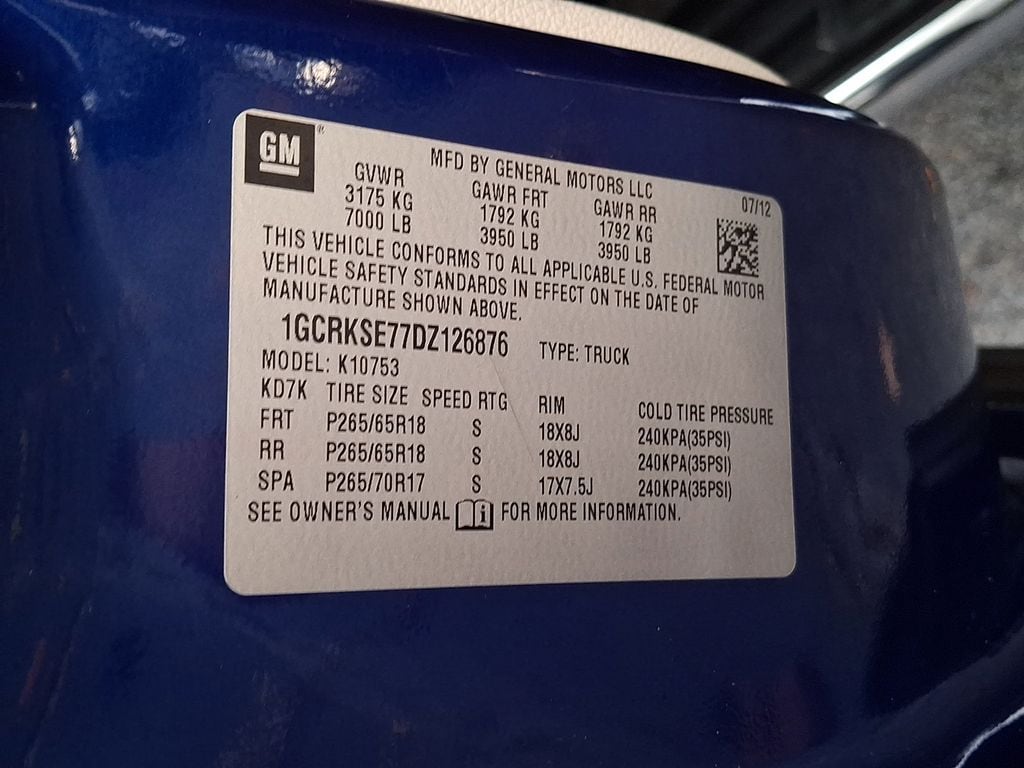 GM®
MFD BY GENERAL MOTORS LLC
07/12
GVWR GAWR FRT GAWR RR
3175 KG 1792 KG 1792 KG
7000 LB 3950 LB 3950 LB
THIS VEHICLE CONFORMS TO ALL APPLICABLE U.S. FEDERAL MOTOR
VEHICLE SAFETY STANDARDS IN EFFECT ON THE DATE OF
MANUFACTURE SHOWN ABOVE.
1GCRKSE77DZ126876 TYPE: TRUCK
MODEL: K10753
KD7K TIRE SIZE SPEED RTG RIM COLD TIRE PRESSURE
FRT P265/65R18 S 18X8J 240KPA(35PSI)
RR P265/65R18 S 18X8J 240KPA(35PSI)
SPA P265/70R17 S 17X7.5J 240KPA(35PSI)
SEE OWNER'S MANUAL i FOR MORE INFORMATION.